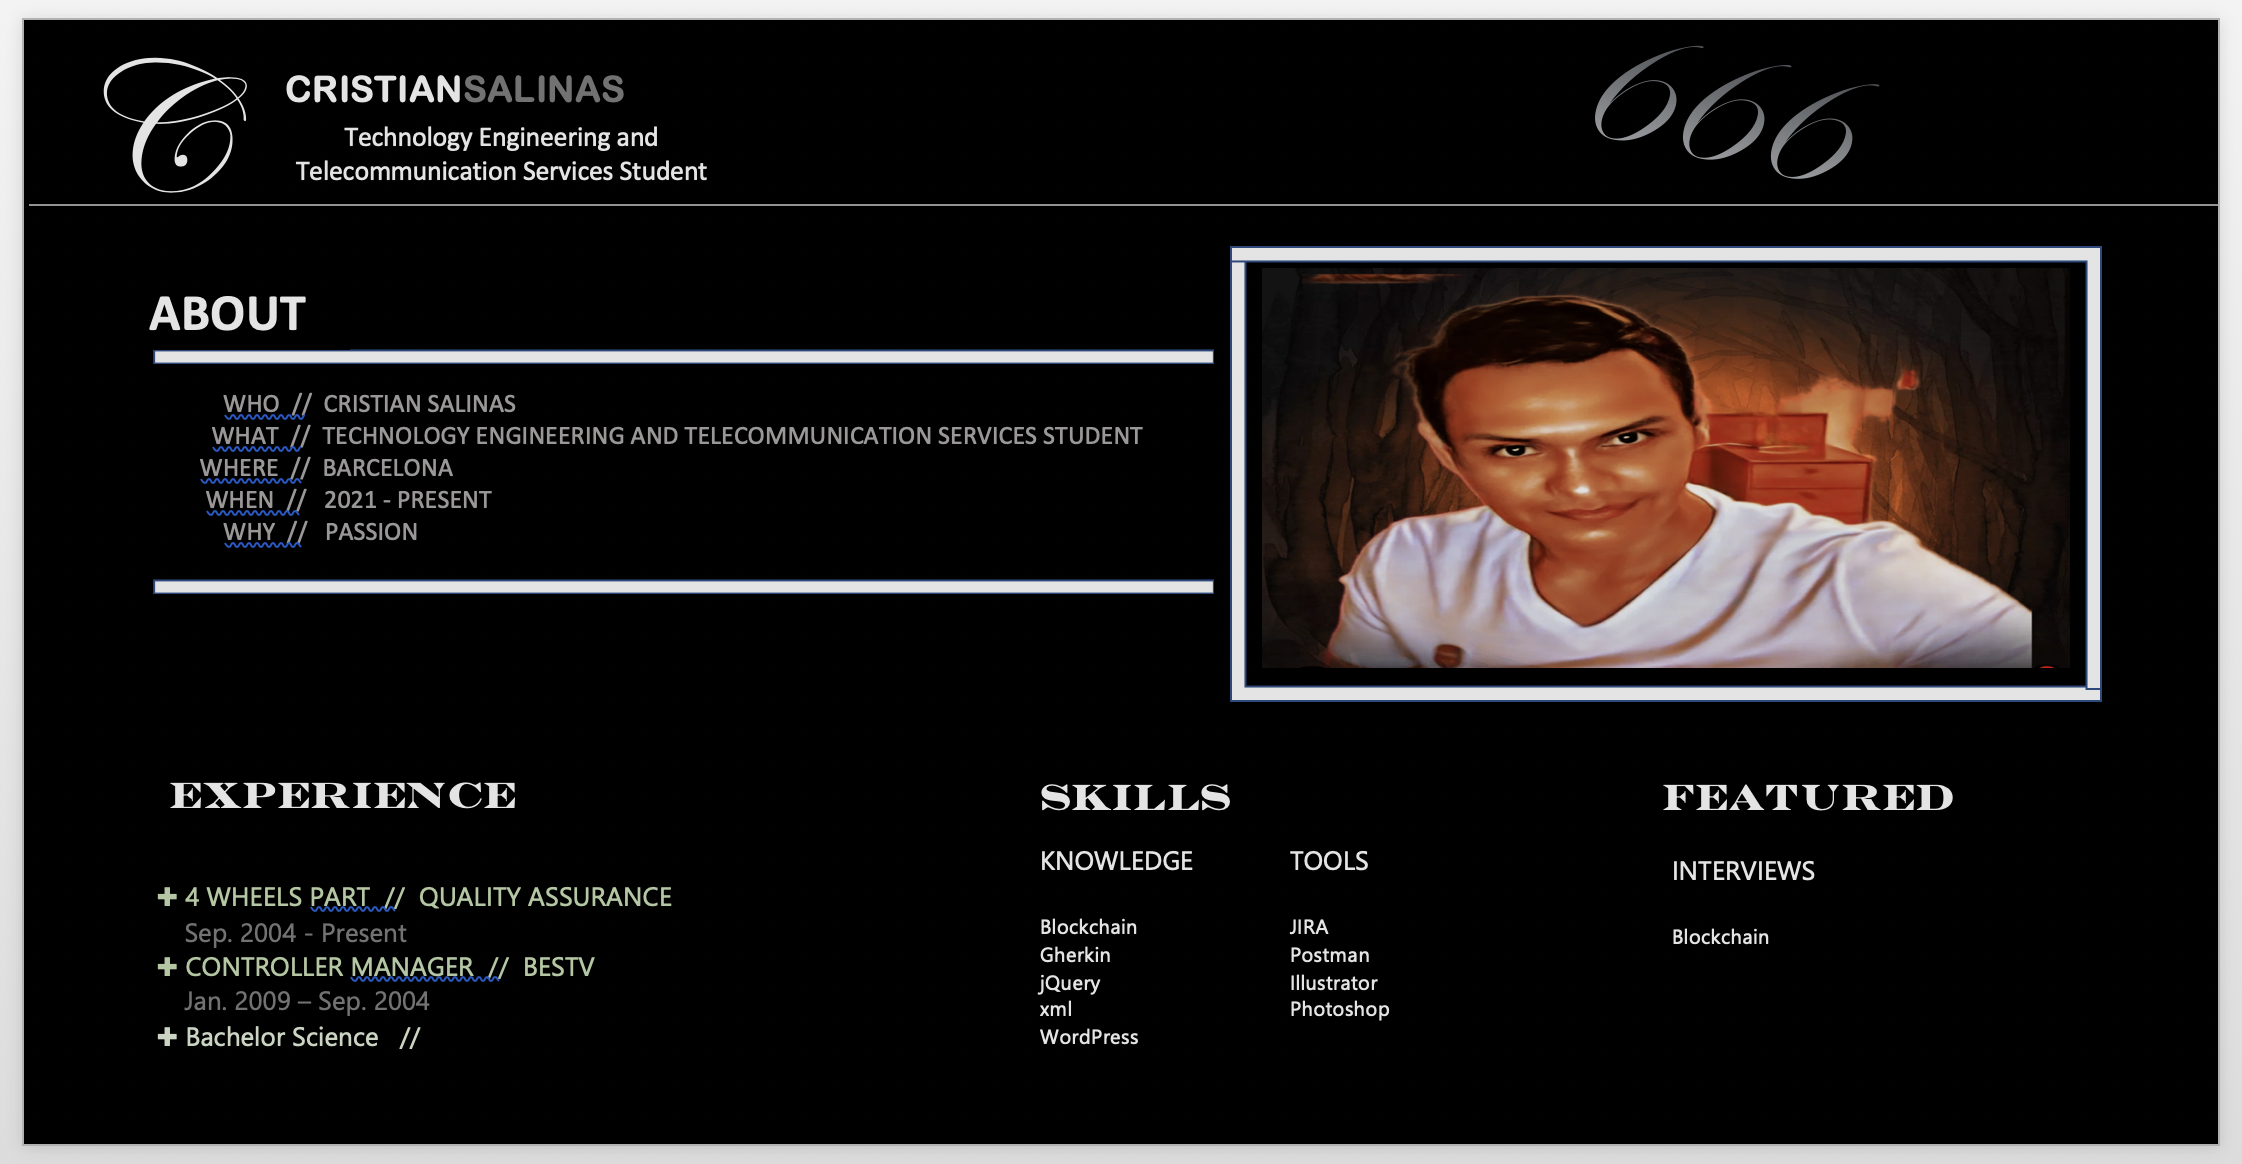 C
CRISTIANSALINAS
Technology Engineering and
Telecommunication Services Student
666
ABOUT
WHO // CRISTIAN SALINAS
WHAT // TECHNOLOGY ENGINEERING AND TELECOMMUNICATION SERVICES STUDENT
WHERE // BARCELONA
WHEN // 2021 - PRESENT
WHY // PASSION
EXPERIENCE
4 WHEELS PART // QUALITY ASSURANCE
Sep. 2004 - Present
CONTROLLER MANAGER // BESTV
Jan. 2009 – Sep. 2004
Bachelor Science //
SKILLS
KNOWLEDGE
Blockchain
Gherkin
jQuery
xml
WordPress
TOOLS
JIRA
Postman
Illustrator
Photoshop
FEATURED
INTERVIEWS
Blockchain